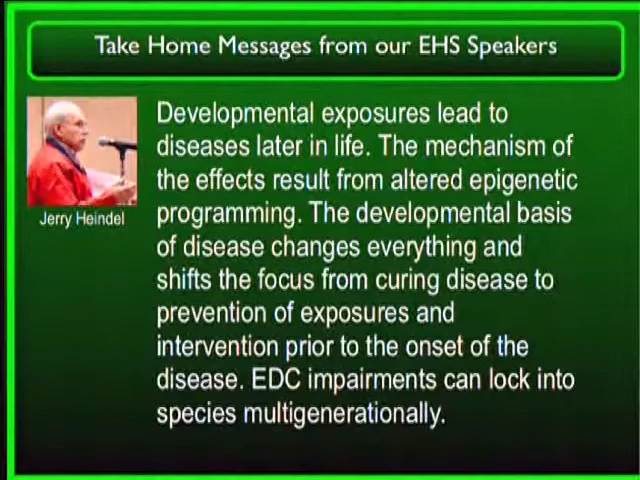 Take Home Messages from our EHS Speakers
Jerry Heindel
Developmental exposures lead to
diseases later in life. The mechanism of
the effects result from altered epigenetic
programming. The developmental basis
of disease changes everything and
shifts the focus from curing disease to
prevention of exposures and
intervention prior to the onset of the
disease. EDC impairments can lock into
species multigenerationally.